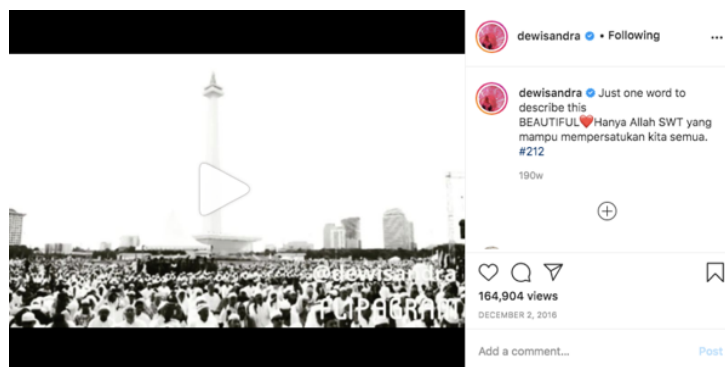 dewisandra • Following
...
dewisandra Just one word to
describe this
BEAUTIFUL❤️Hanya Allah SWT yang
mampu mempersatukan kita semua.
#212
190w
@dewisandra
FLIPAGRAM
164,904 views
DECEMBER 2, 2016
Add a comment... Post